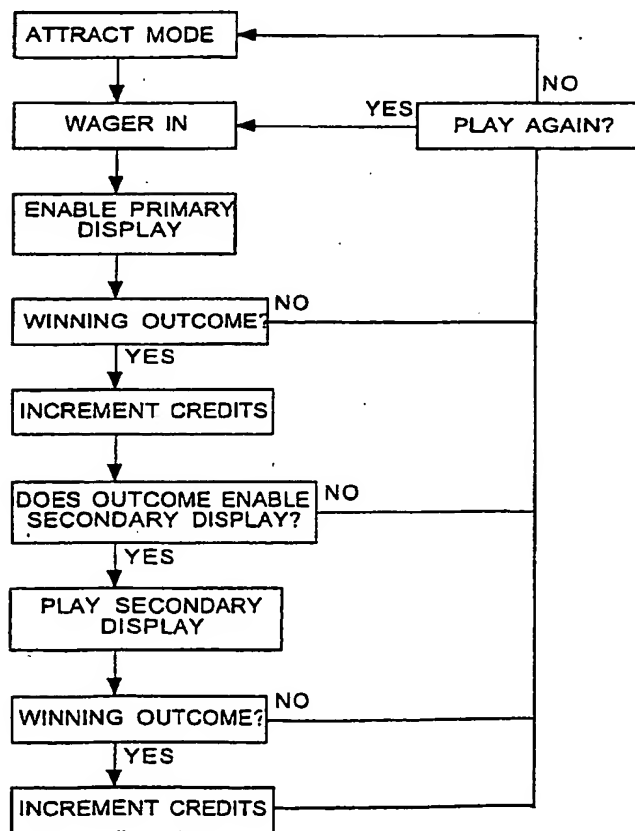 ATTRACT MODE
NO
YES
WAGER IN
PLAY AGAIN?
ENABLE PRIMARY
DISPLAY
WINNING OUTCOME?
NO
YES
INCREMENT CREDITS
DOES OUTCOME ENABLE
SECONDARY DISPLAY?
NO
YES
PLAY SECONDARY
DISPLAY
WINNING OUTCOME?
NO
YES
INCREMENT CREDITS